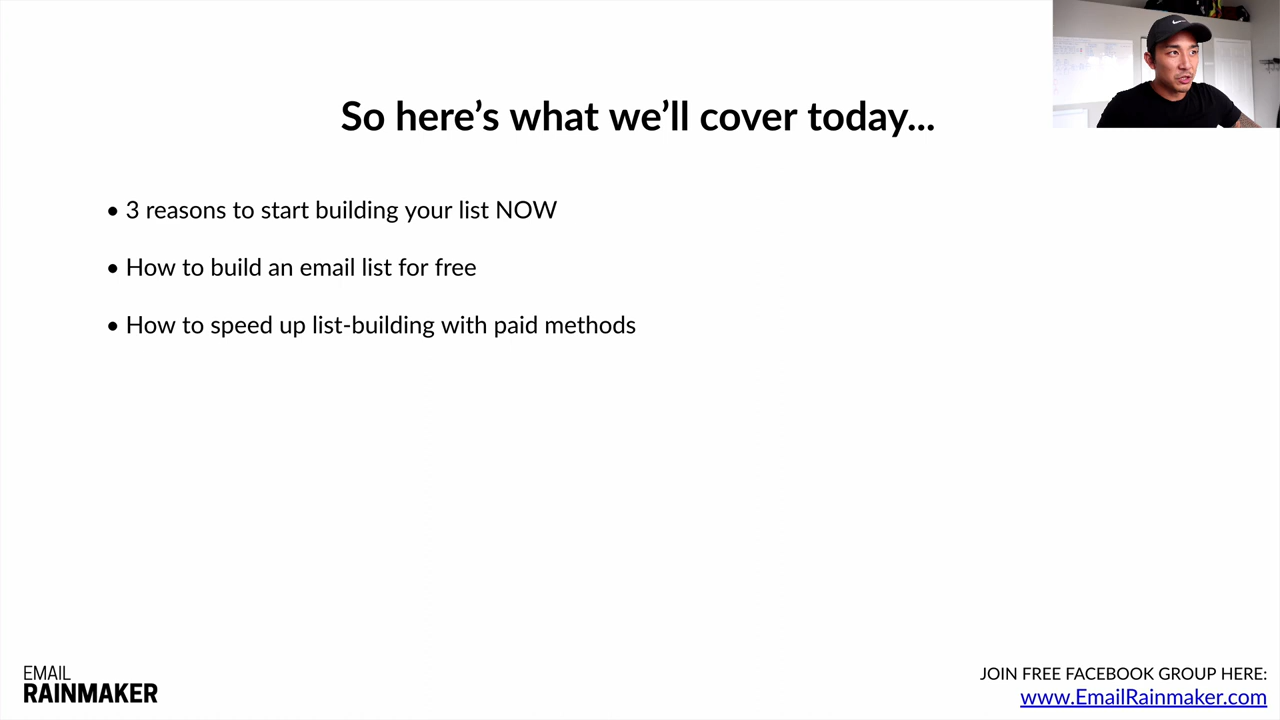 So here’s what we’ll cover today...
• 3 reasons to start building your list NOW
• How to build an email list for free
• How to speed up list-building with paid methods
EMAIL
RAINMAKER
JOIN FREE FACEBOOK GROUP HERE:
www.EmailRainmaker.com